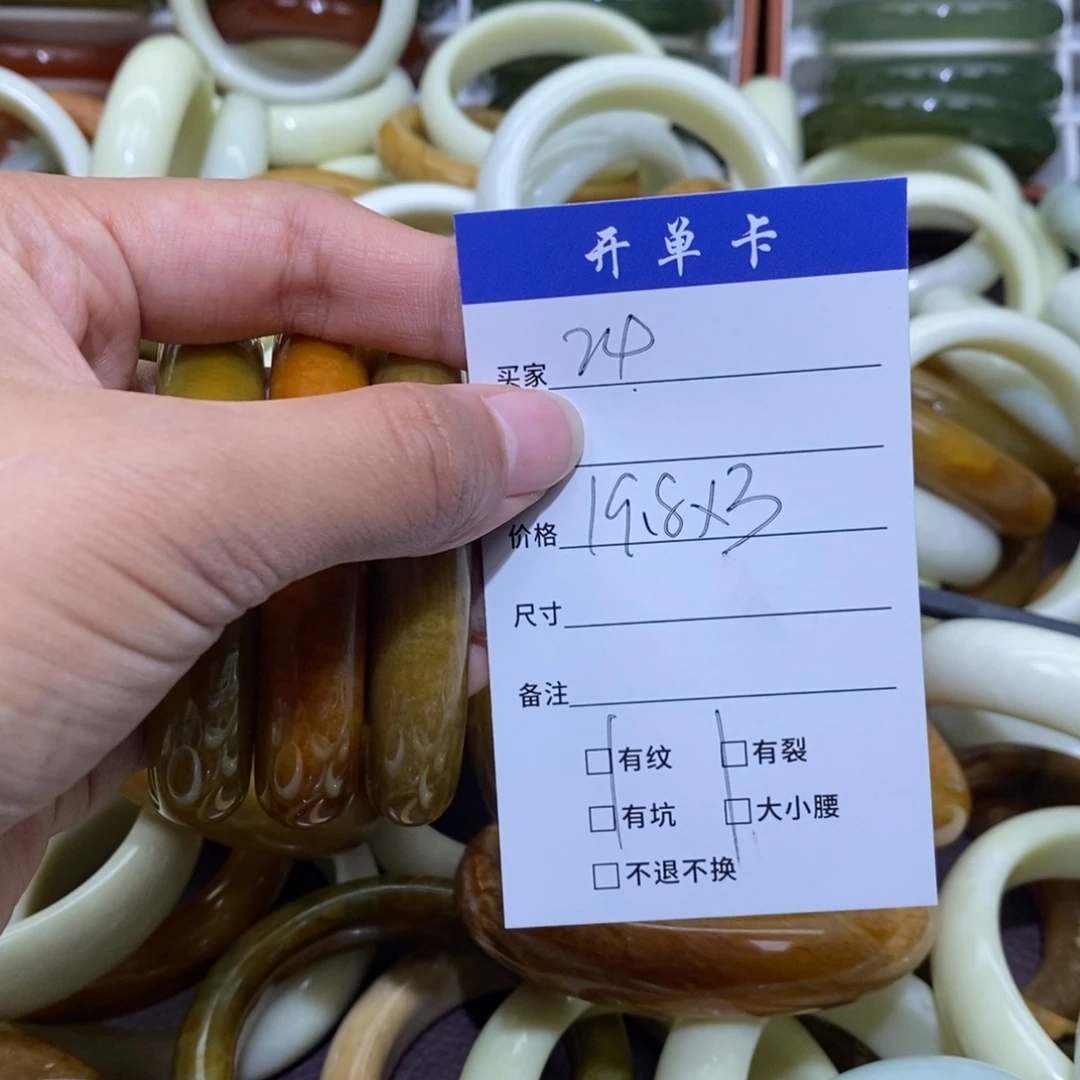 开单卡
买家 24
价格 19.8x3
尺寸
备注
□有纹 □有裂
□有坑 □大小腰
□不退不换